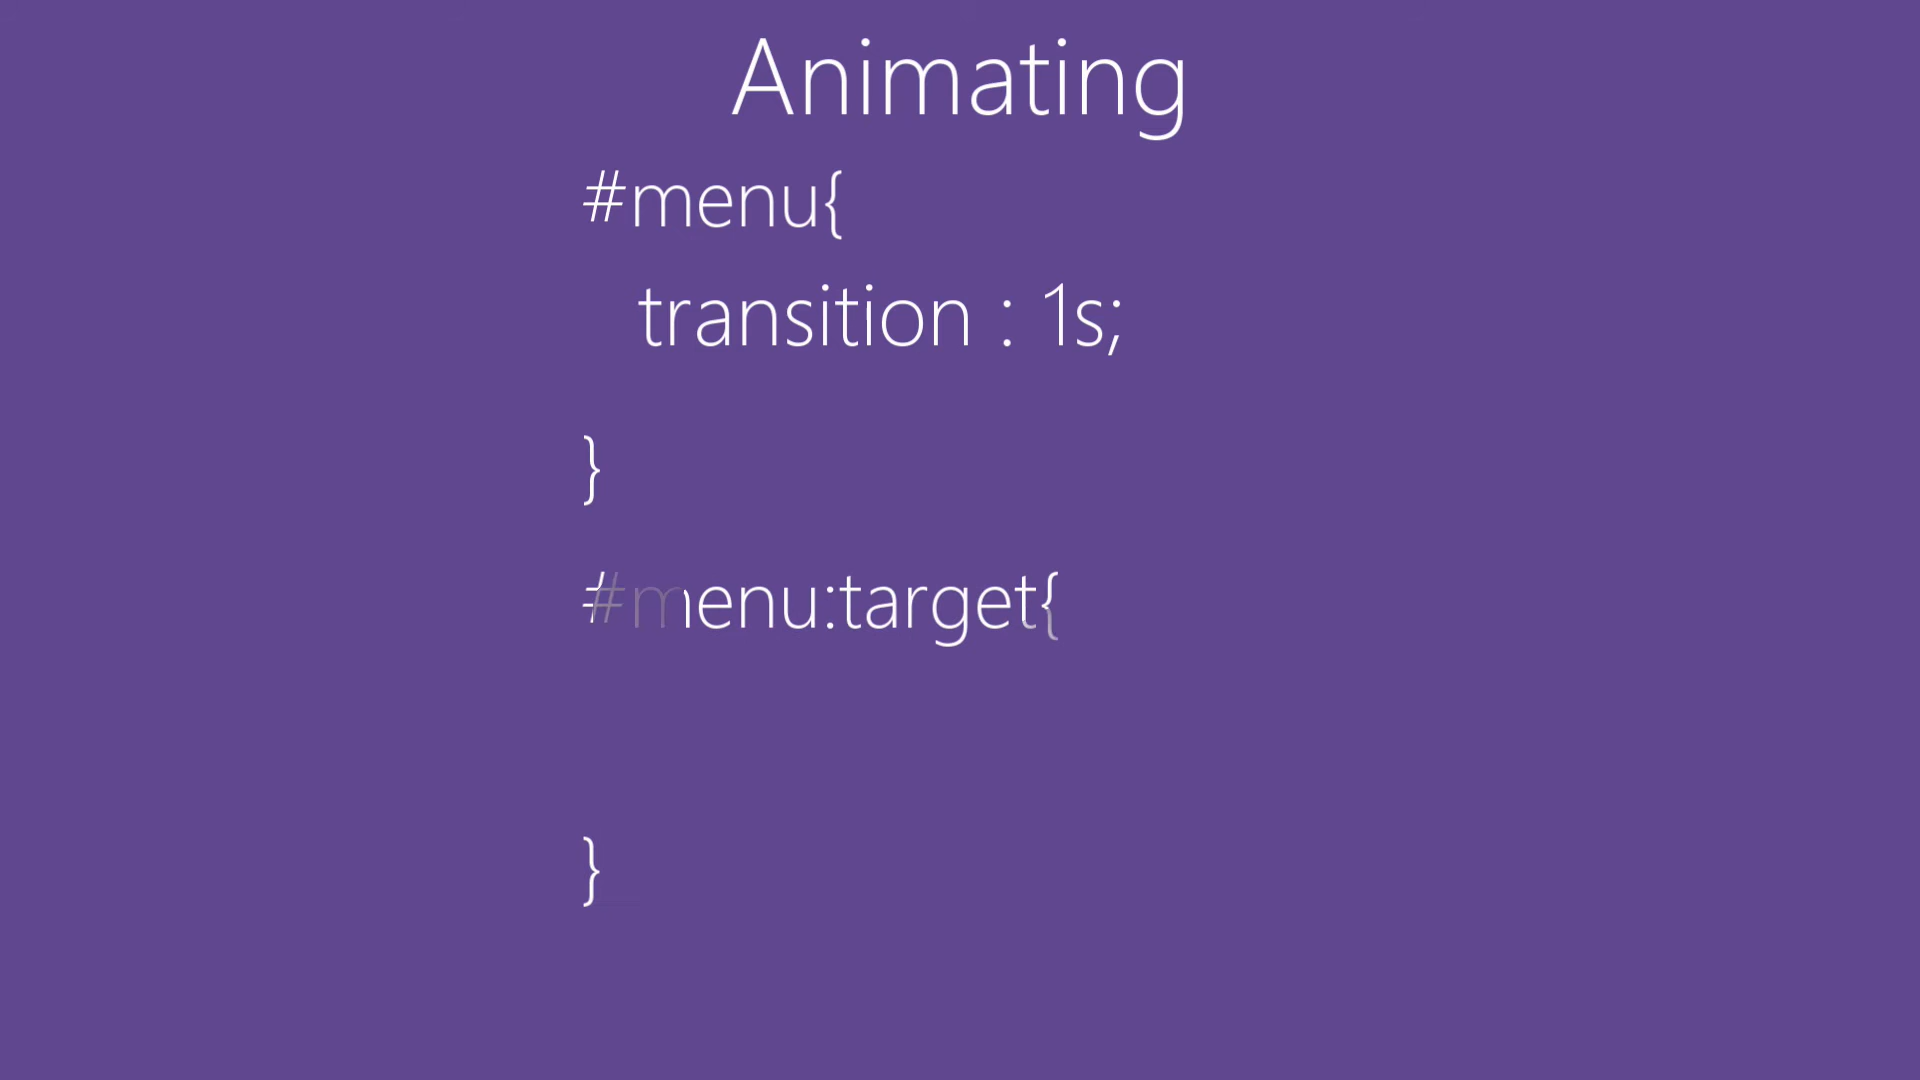 Animating
#menu{
transition : 1s;
}
#menu:target{
}